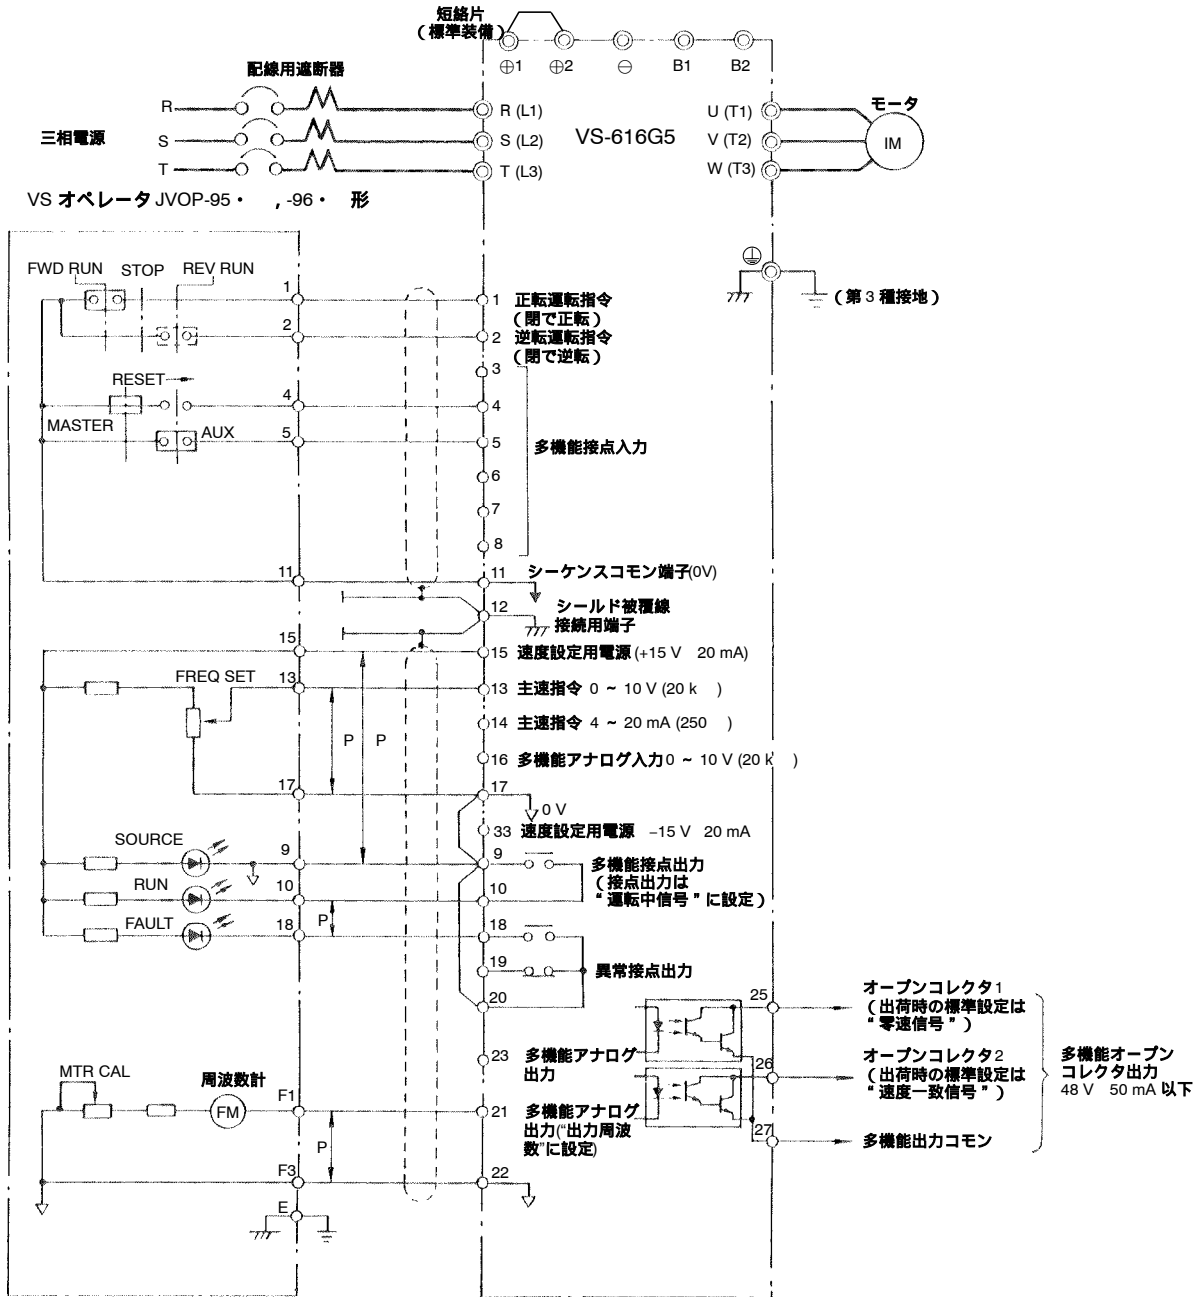 短絡片
(標準装備)
⊕1 ⊕2 ⊖ B1 B2
配線用遮断器
三相電源
R
S
T
R (L1)
S (L2)
T (L3)
VS-616G5
U (T1)
V (T2)
W (T3)
モータ
IM
VS オペレータ JVOP-95・ , -96・ 形
(第3種接地)
FWD RUN STOP REV RUN
1
2
RESET
4
MASTER
AUX
5
11
1 正転運転指令
(閉で正転)
2 逆転運転指令
(閉で逆転)
3
4
5
多機能接点入力
6
7
8
11 シーケンスコモン端子(0V)
12 シールド被覆線
接続用端子
15
FREQ SET
13
P P
17
15 速度設定用電源 (+15 V 20 mA)
13 主速指令 0 ~ 10 V (20 k )
14 主速指令 4 ~ 20 mA (250 )
16 多機能アナログ入力 0 ~ 10 V (20 k )
17
0 V
33 速度設定用電源 −15 V 20 mA
SOURCE
9
RUN
10
P
FAULT
18
9
多機能接点出力
(接点出力は
“運転中信号”に設定)
10
18
19
異常接点出力
20
23 多機能アナログ
出力
21 多機能アナログ
出力(“出力周波
数”に設定)
22
MTR CAL
周波数計
FM
F1
P
F3
E
25
オープンコレクタ1
(出荷時の標準設定は
“零速信号”)
26
オープンコレクタ2
(出荷時の標準設定は
“速度一致信号”)
27
多機能出力コモン
多機能オープン
コレクタ出力
48 V 50 mA 以下